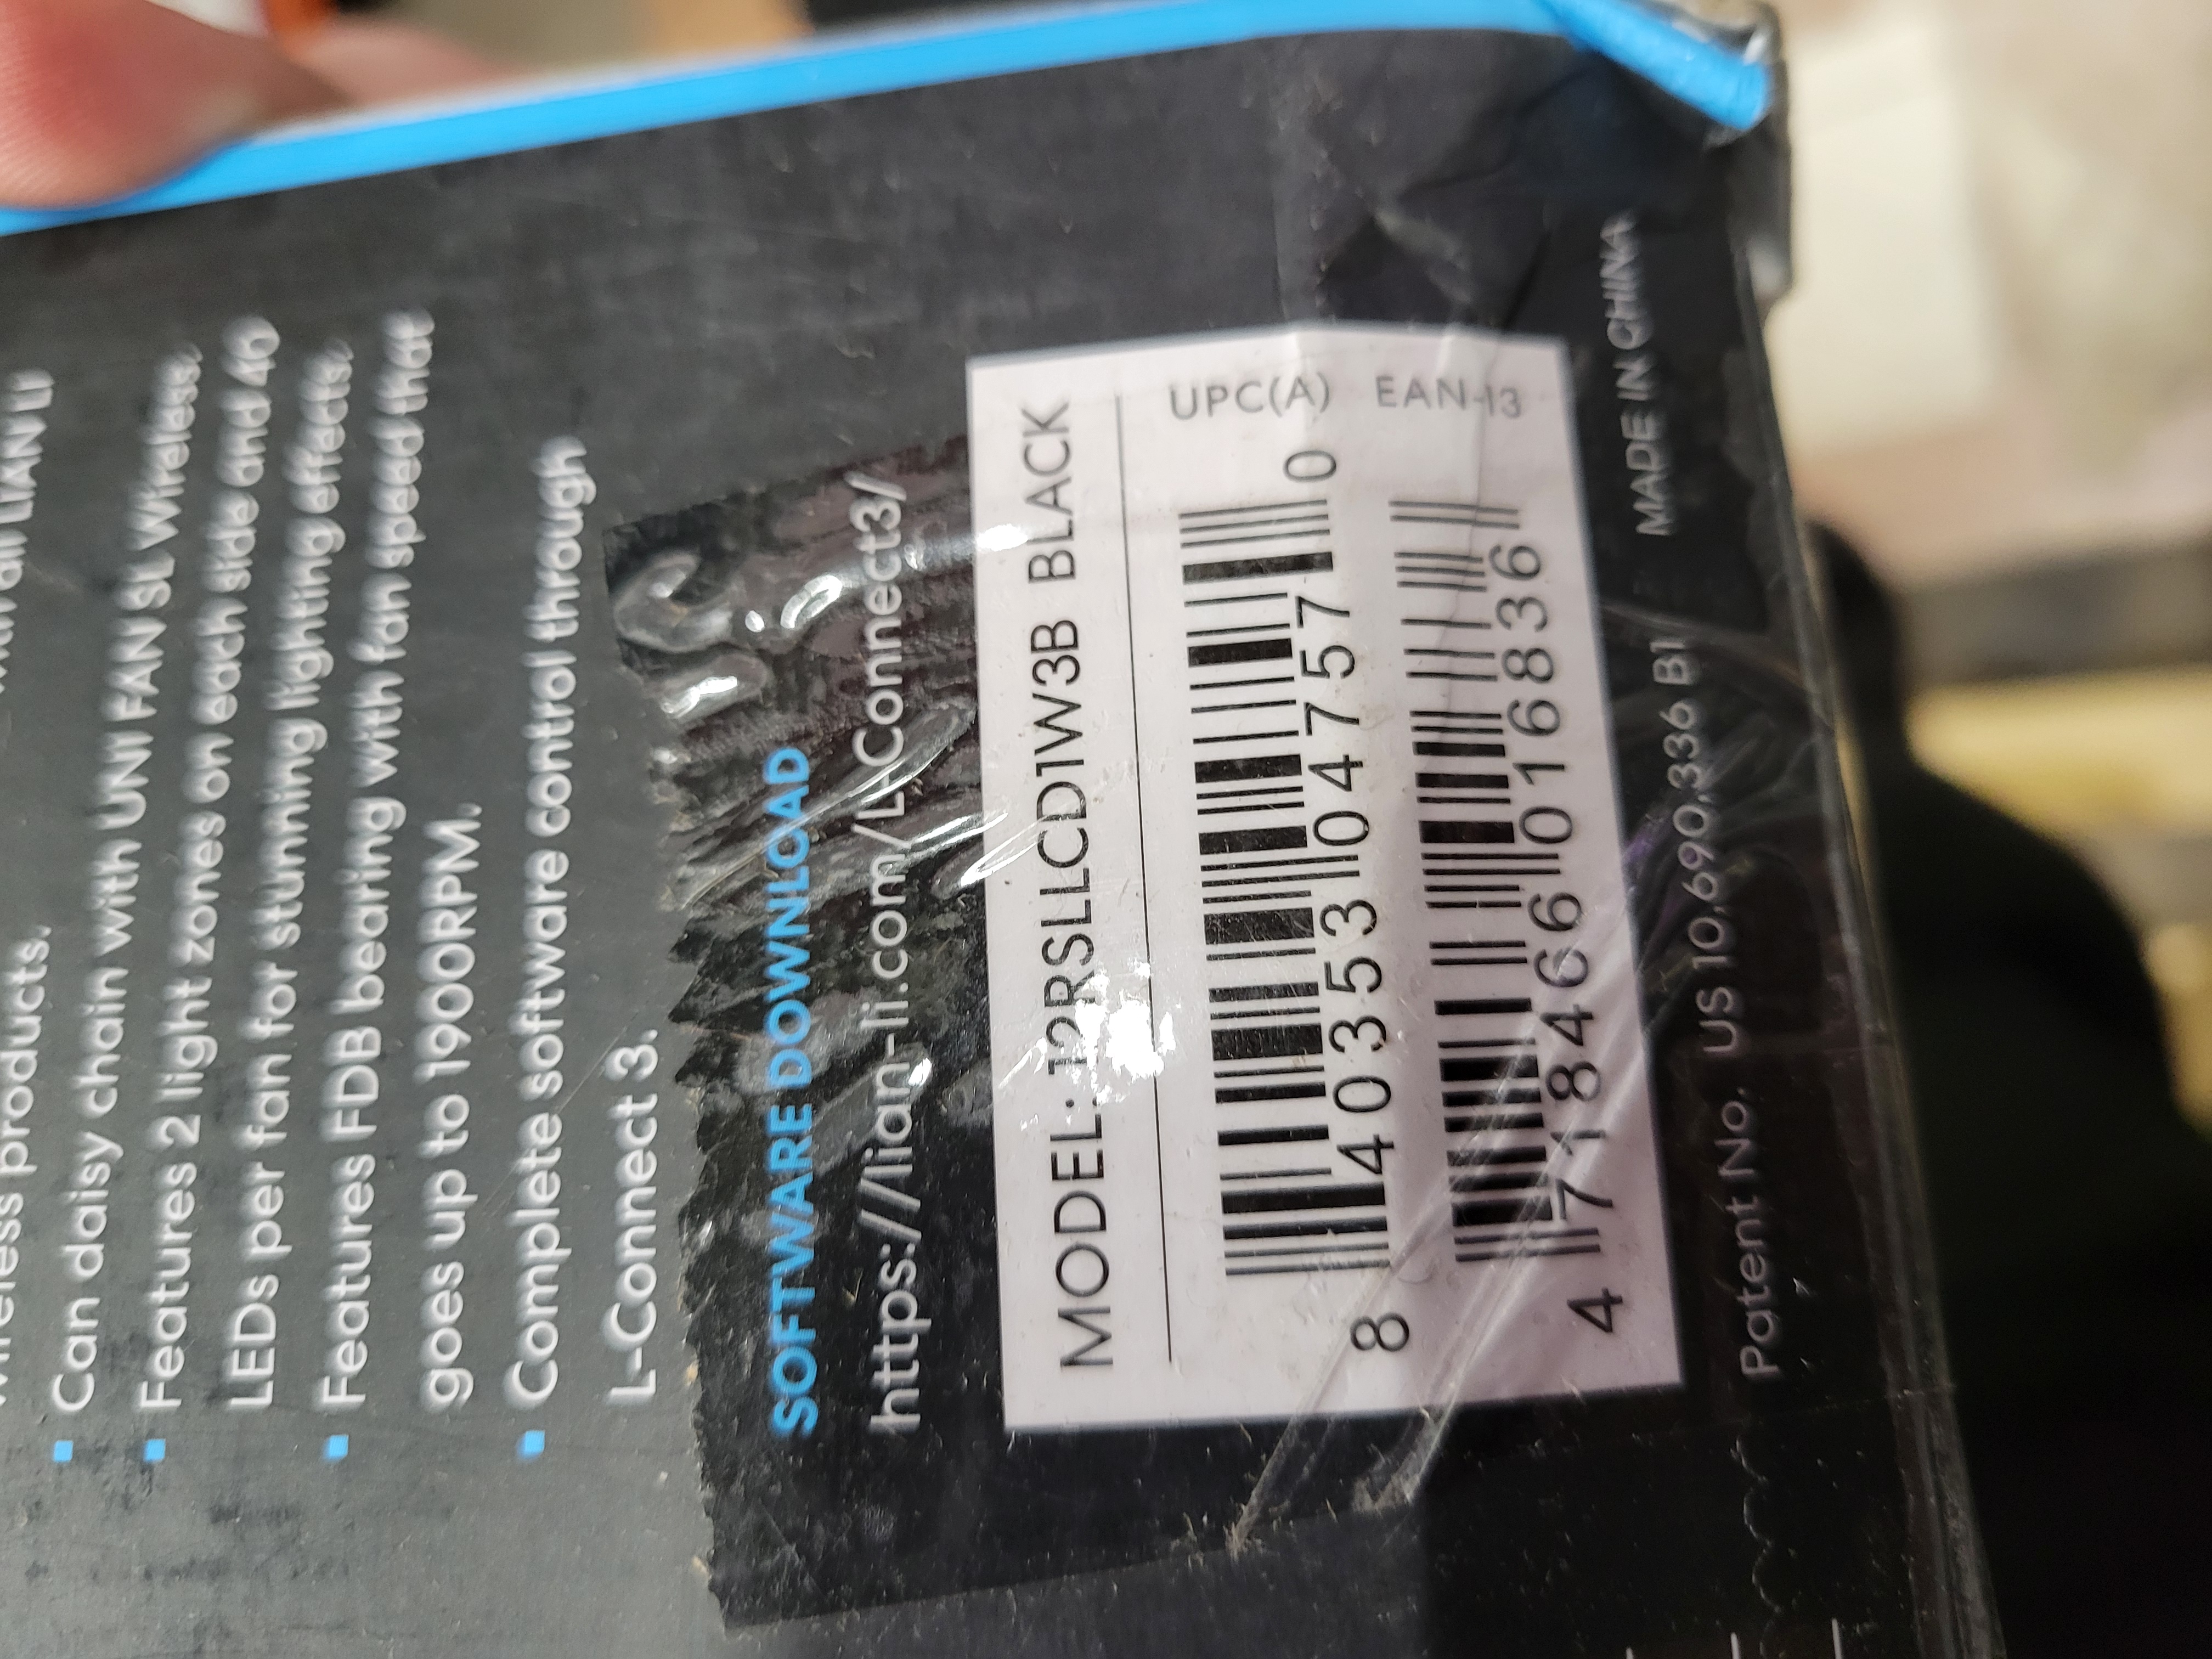 LIAN LI
wireless products.
Can daisy chain with UNI FAN SL Wireless.
Features 2 light zones on each side and 40
LEDs per fan for stunning lighting effects.
Features FDB bearing with fan speed that
goes up to 1900RPM.
Complete software control through
L-Connect 3.
SOFTWARE DOWNLOAD
https://lian-li.com/L-Connect3/
MODEL: 12RSLLCD1W3B BLACK
UPC(A)
8 40353 04757 0
EAN-13
4 718466 016836
Patent No. US 10,690,336 B1 MADE IN CHINA